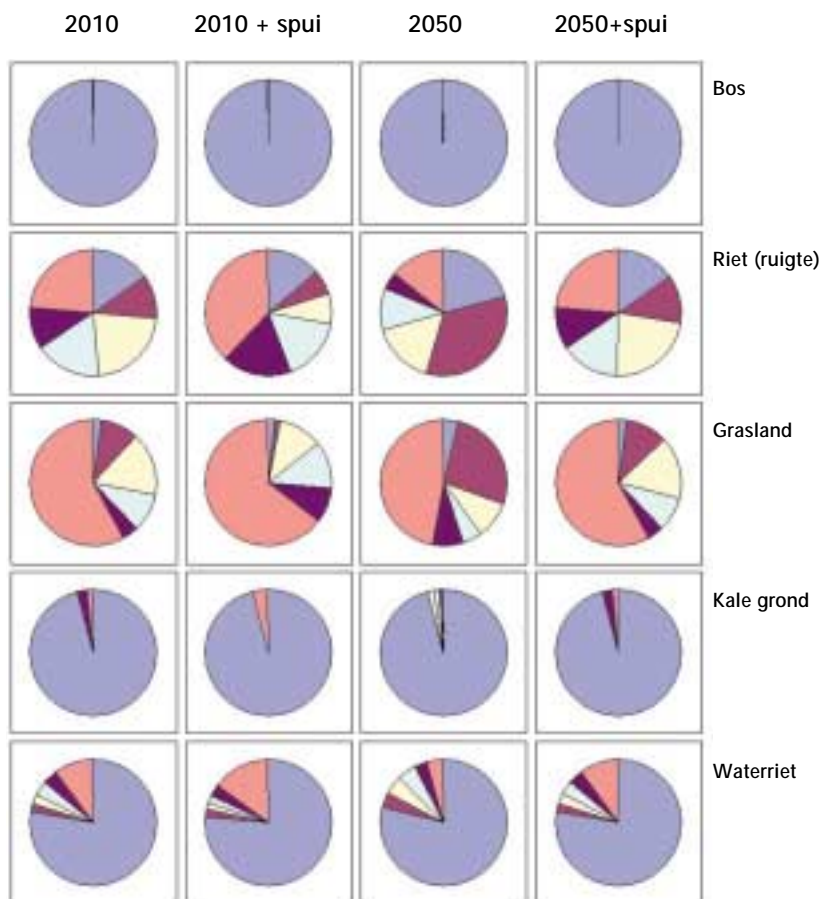 2010 2010 + spui 2050 2050+spui
Bos
Riet (ruigte)
Grasland
Kale grond
Waterriet